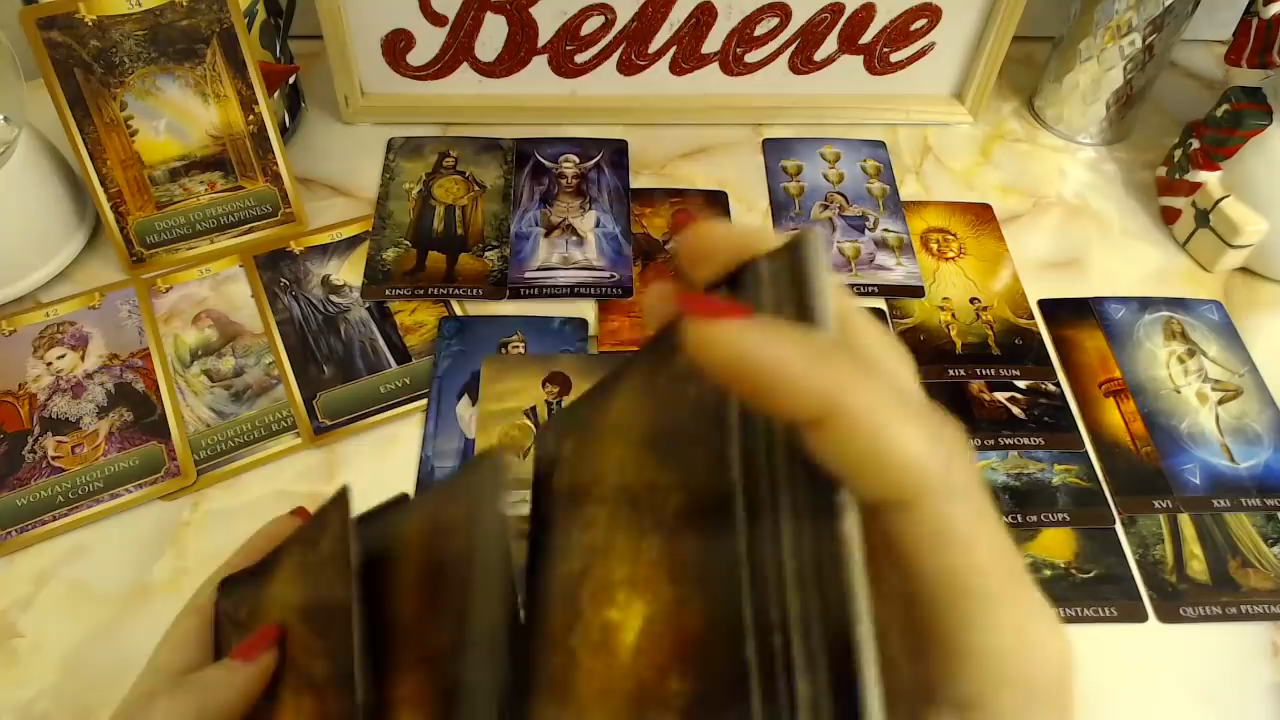 Believe
34
DOOR TO PERSONAL
HEALING AND HAPPINESS
42
WOMAN HOLDING
A COIN
38
FOURTH CHAK
ARCHANGEL RAP
20
ENVY
KING OF PENTACLES
THE HIGH PRIESTESS
CUPS
XIX · THE SUN
10 OF SWORDS
ACE OF CUPS
PENTACLES
XVI
XXI · THE WO
QUEEN OF PENTAC